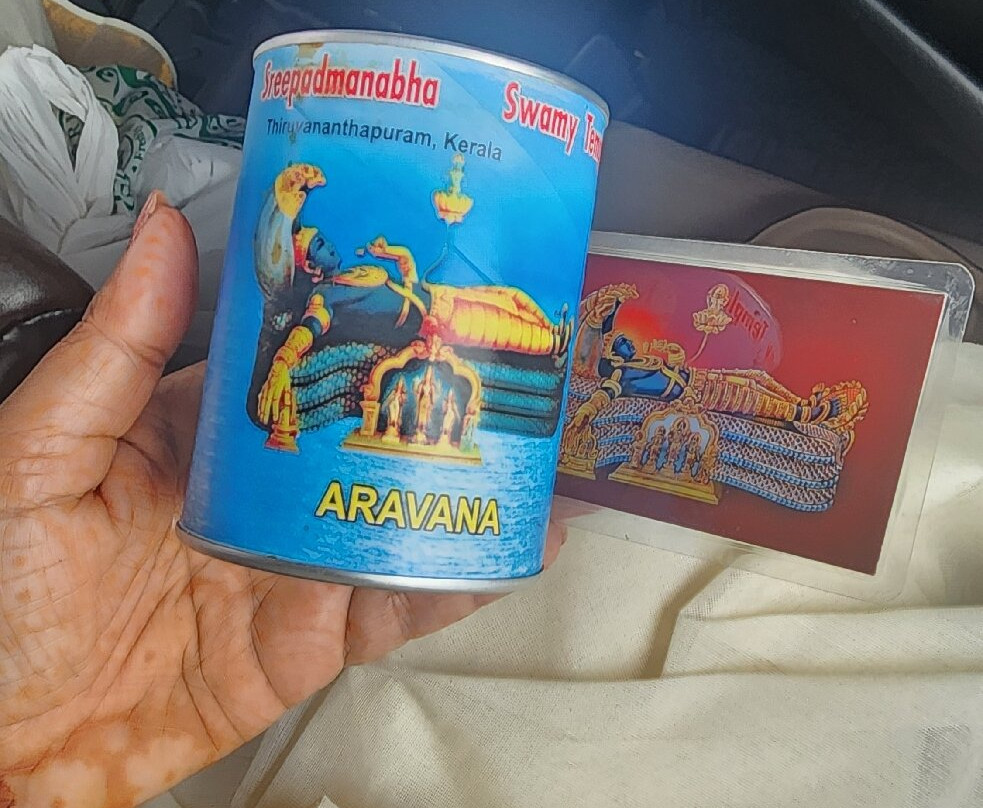 Sreepadmanabha Swamy Tem
Thiruvananthapuram, Kerala
ARAVANA